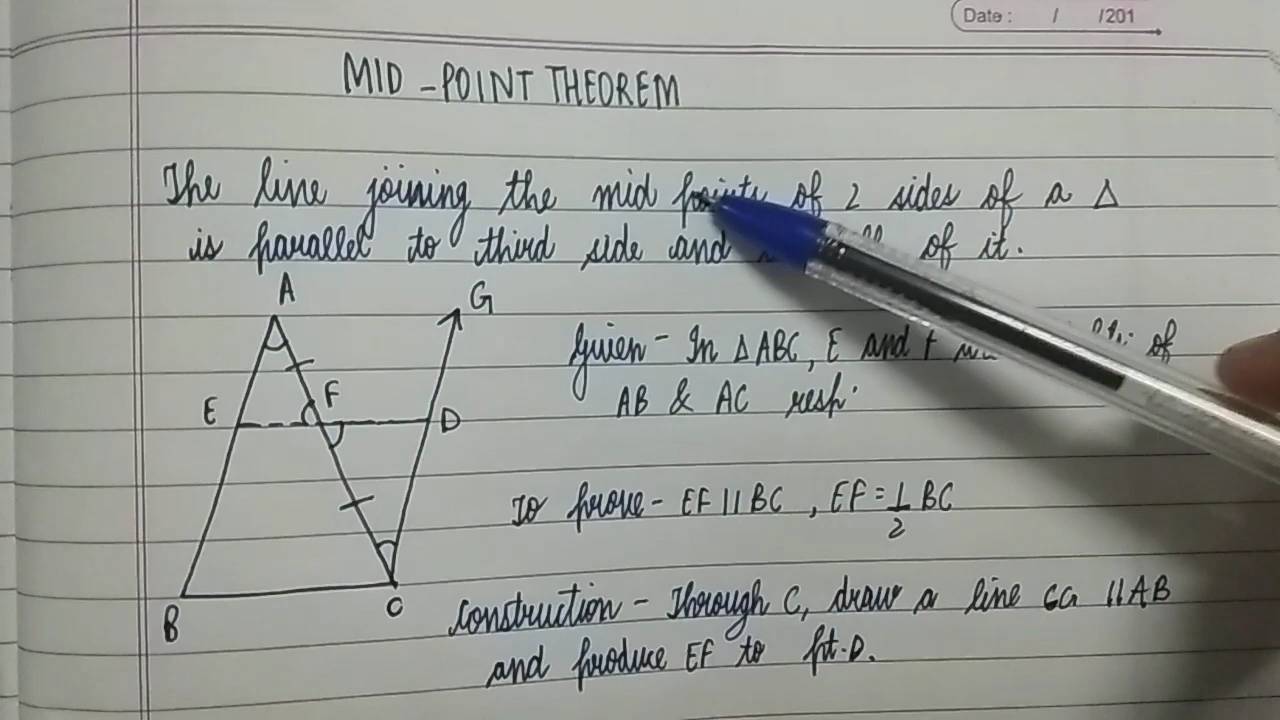 Date : / /201
MID - POINT THEOREM
The line joining the mid points of 2 sides of a Δ
is parallel to third side and of it.
A
G
Given - In ΔABC, E and F of
E
F
D
AB & AC resp.
To prove - EF || BC , EF = 1/2 BC
B
C
Construction - Through C, draw a line CG || AB
and produce EF to pt. D.